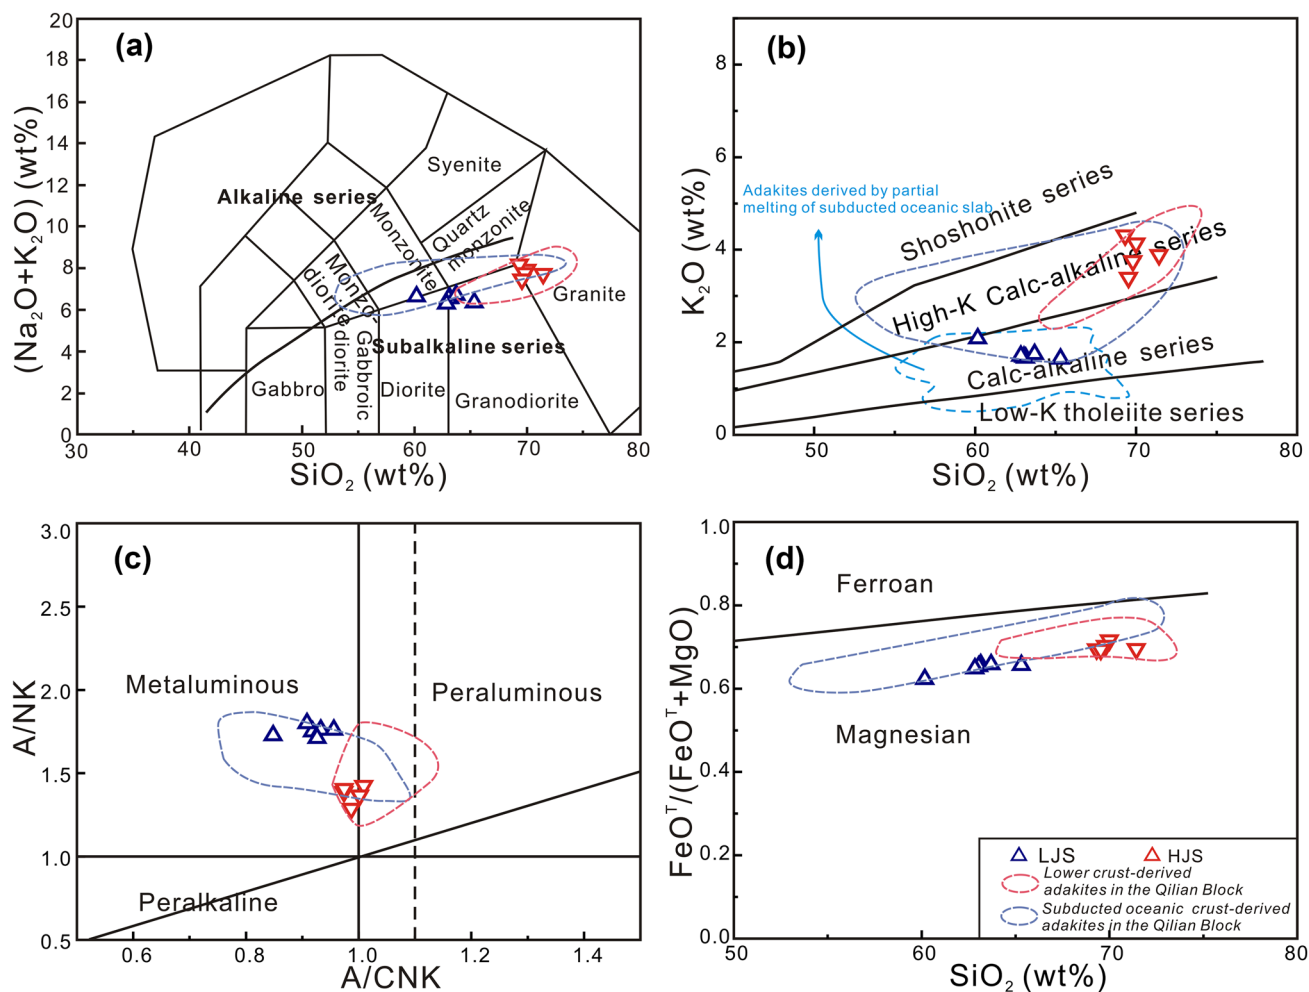 (a)
20
18
16
14
12
10
8
6
4
2
0
(Na₂O+K₂O) (wt%)
Syenite
Alkaline series
Monzonite
Quartz
monzonite
Monzo-
diorite
Granite
Subalkaline series
Gabbro
Gabbroic
diorite
Diorite
Granodiorite
30
40
50
60
70
80
SiO₂ (wt%)
(b)
8
6
4
2
0
K₂O (wt%)
Adakites derived by partial
melting of subducted oceanic slab
Shoshonite series
High-K Calc-alkaline series
Calc-alkaline series
Low-K tholeiite series
50
60
70
80
SiO₂ (wt%)
(c)
3.0
2.5
2.0
1.5
1.0
0.5
A/NK
Metaluminous
Peraluminous
Peralkaline
0.6
0.8
1.0
1.2
1.4
A/CNK
(d)
1.0
0.8
0.6
0.4
0.2
0.0
FeOᵀ/(FeOᵀ+MgO)
Ferroan
Magnesian
LJS
HJS
Lower crust-derived
adakites in the Qilian Block
Subducted oceanic crust-derived
adakites in the Qilian Block
50
60
70
80
SiO₂ (wt%)